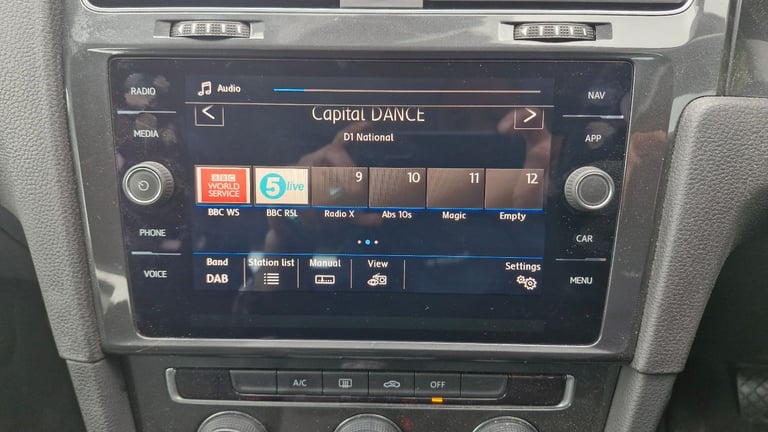 RADIO
Audio
NAV
Capital DANCE
MEDIA
APP
D1 National
BBC WORLD SERVICE
5 live
9
10
11
12
BBC WS
BBC R5L
Radio X
Abs 10s
Magic
Empty
PHONE
CAR
VOICE
Band
Station list
Manual
View
Settings
DAB
MENU
A/C
OFF